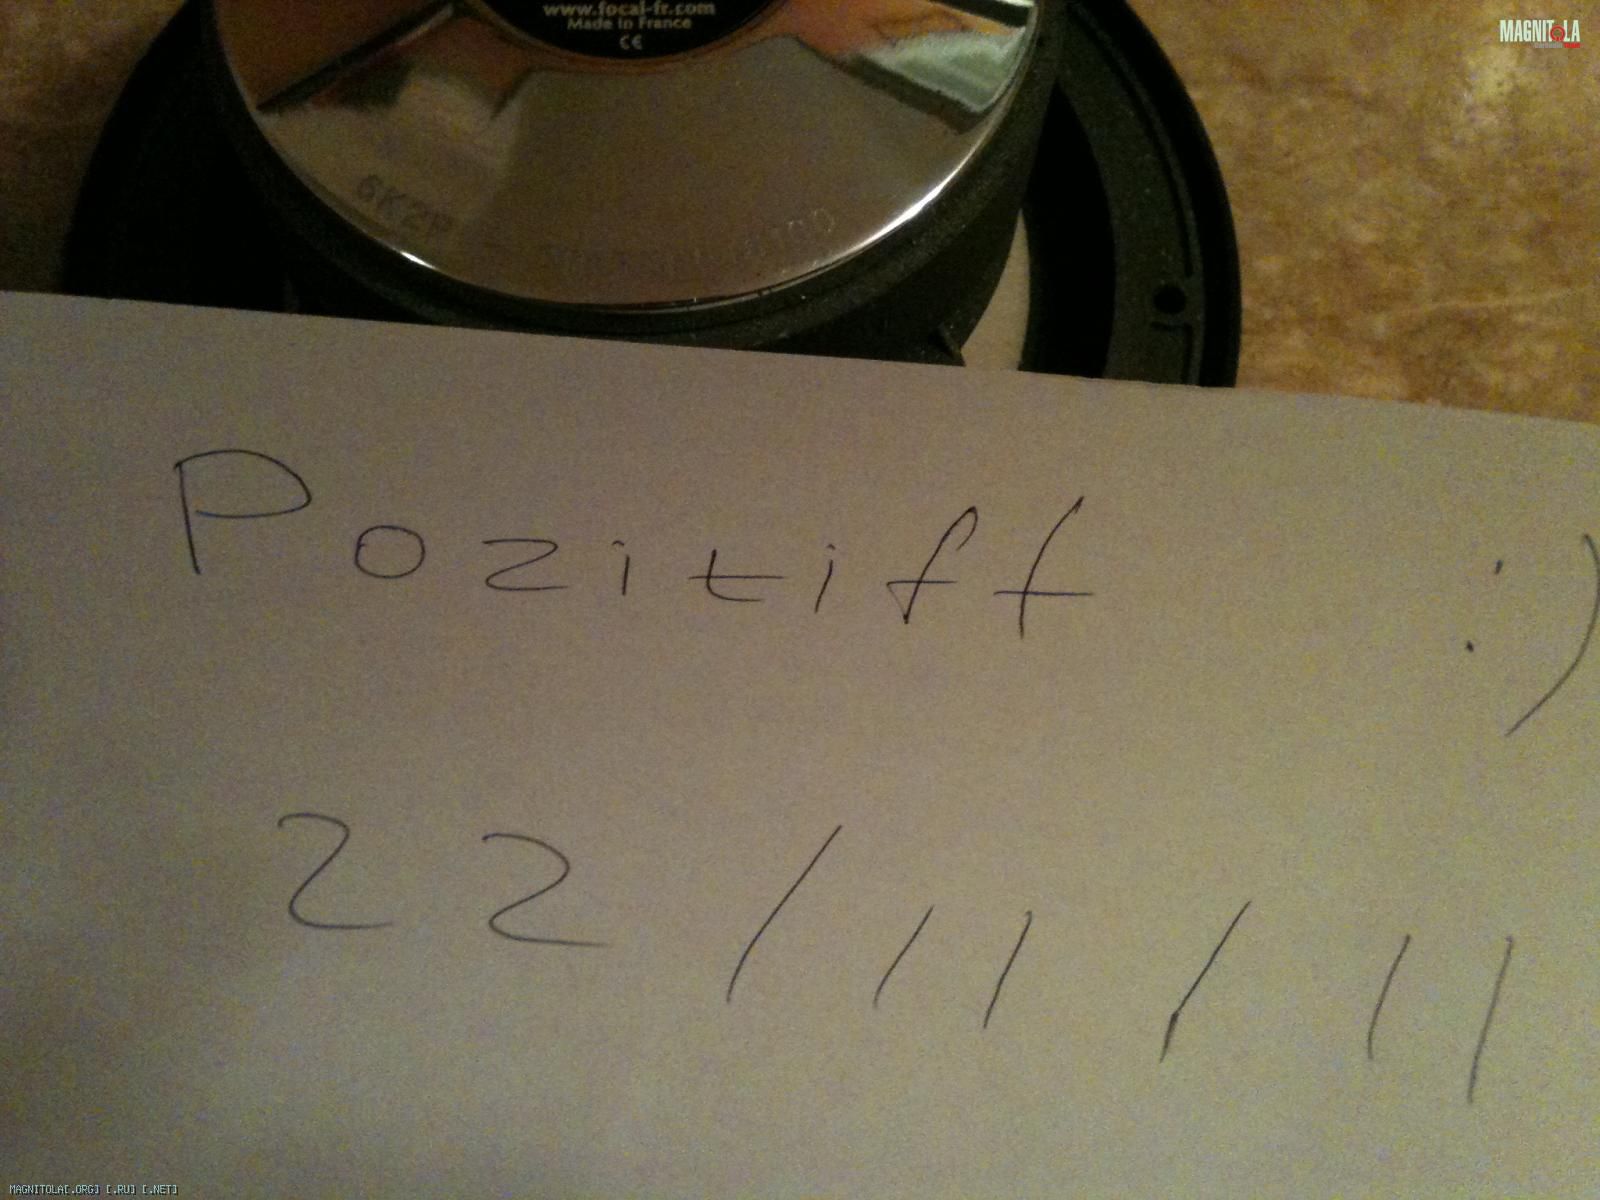 www.focal-fr.com
Made in France
CE
MAGNITOLA
6K2P
Pozitiff :)
22/11/11
MAGNITOLA[.ORG] [.RU] [.NET]